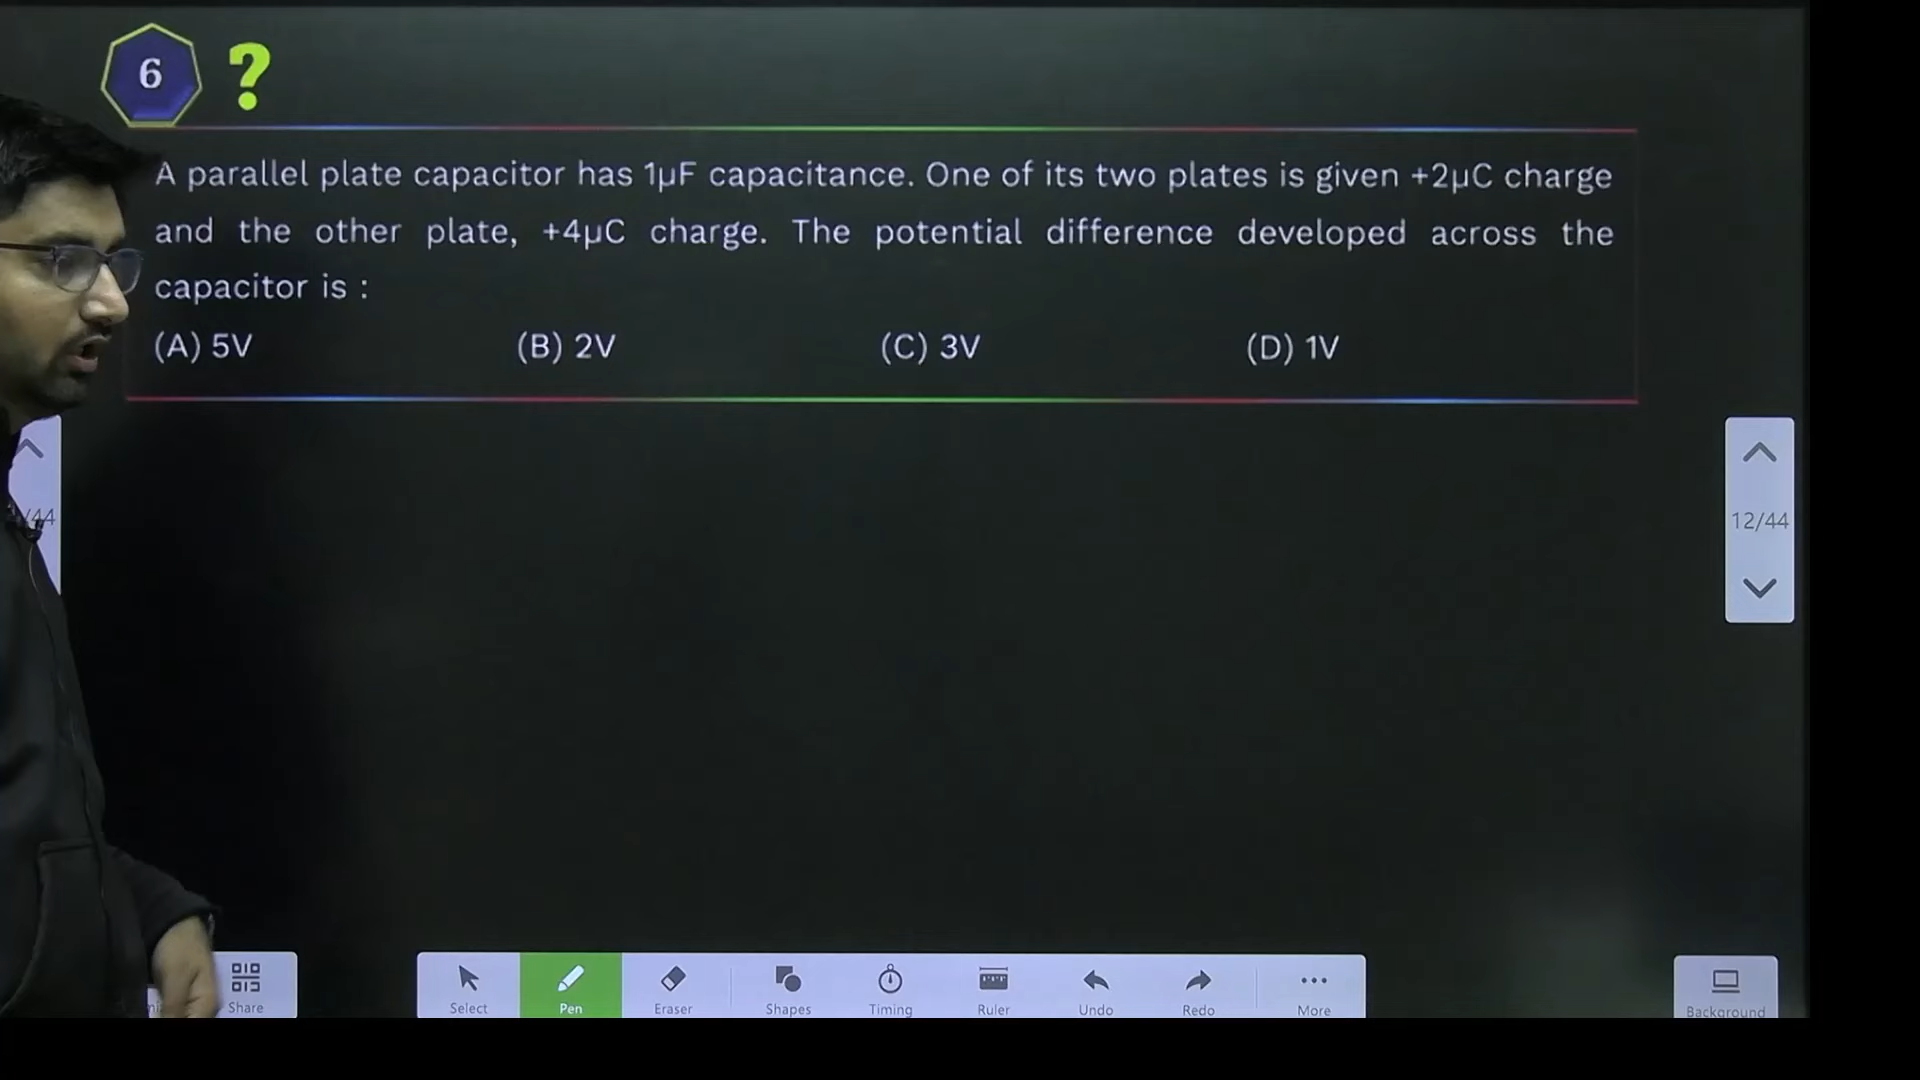 6 ?
A parallel plate capacitor has 1μF capacitance. One of its two plates is given +2μC charge
and the other plate, +4μC charge. The potential difference developed across the
capacitor is :
(A) 5V (B) 2V (C) 3V (D) 1V
/44
12/44
Share Select Pen Eraser Shapes Timing Ruler Undo Redo More Background